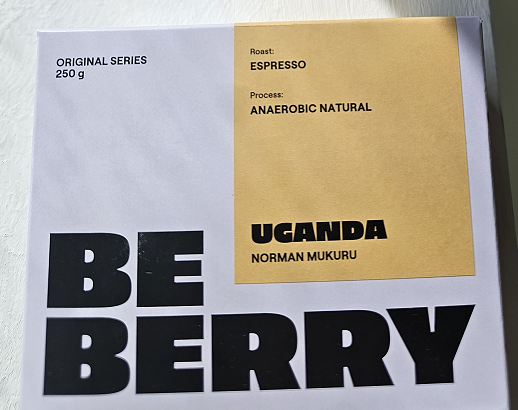 ORIGINAL SERIES
250 g
Roast:
ESPRESSO
Process:
ANAEROBIC NATURAL
UGANDA
NORMAN MUKURU
BE
BERRY